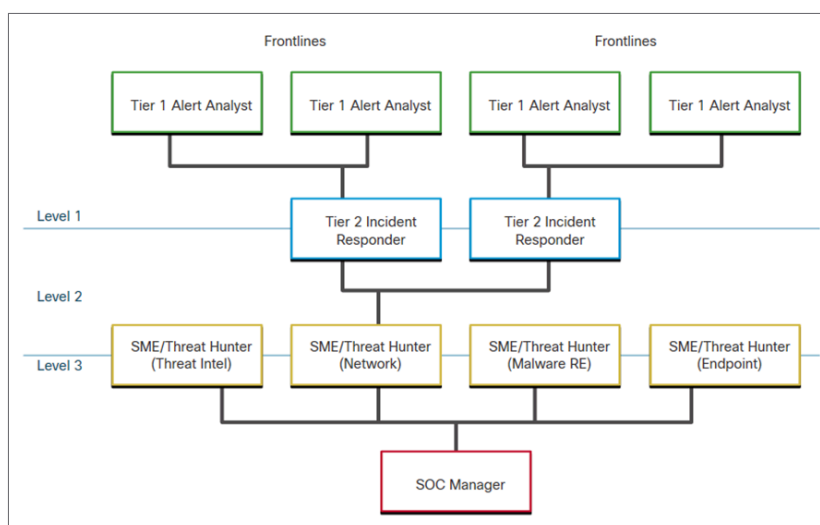 Frontlines
Frontlines
Tier 1 Alert Analyst
Tier 1 Alert Analyst
Tier 1 Alert Analyst
Tier 1 Alert Analyst
Level 1
Tier 2 Incident
Responder
Tier 2 Incident
Responder
Level 2
SME/Threat Hunter
(Threat Intel)
SME/Threat Hunter
(Network)
SME/Threat Hunter
(Malware RE)
SME/Threat Hunter
(Endpoint)
Level 3
SOC Manager